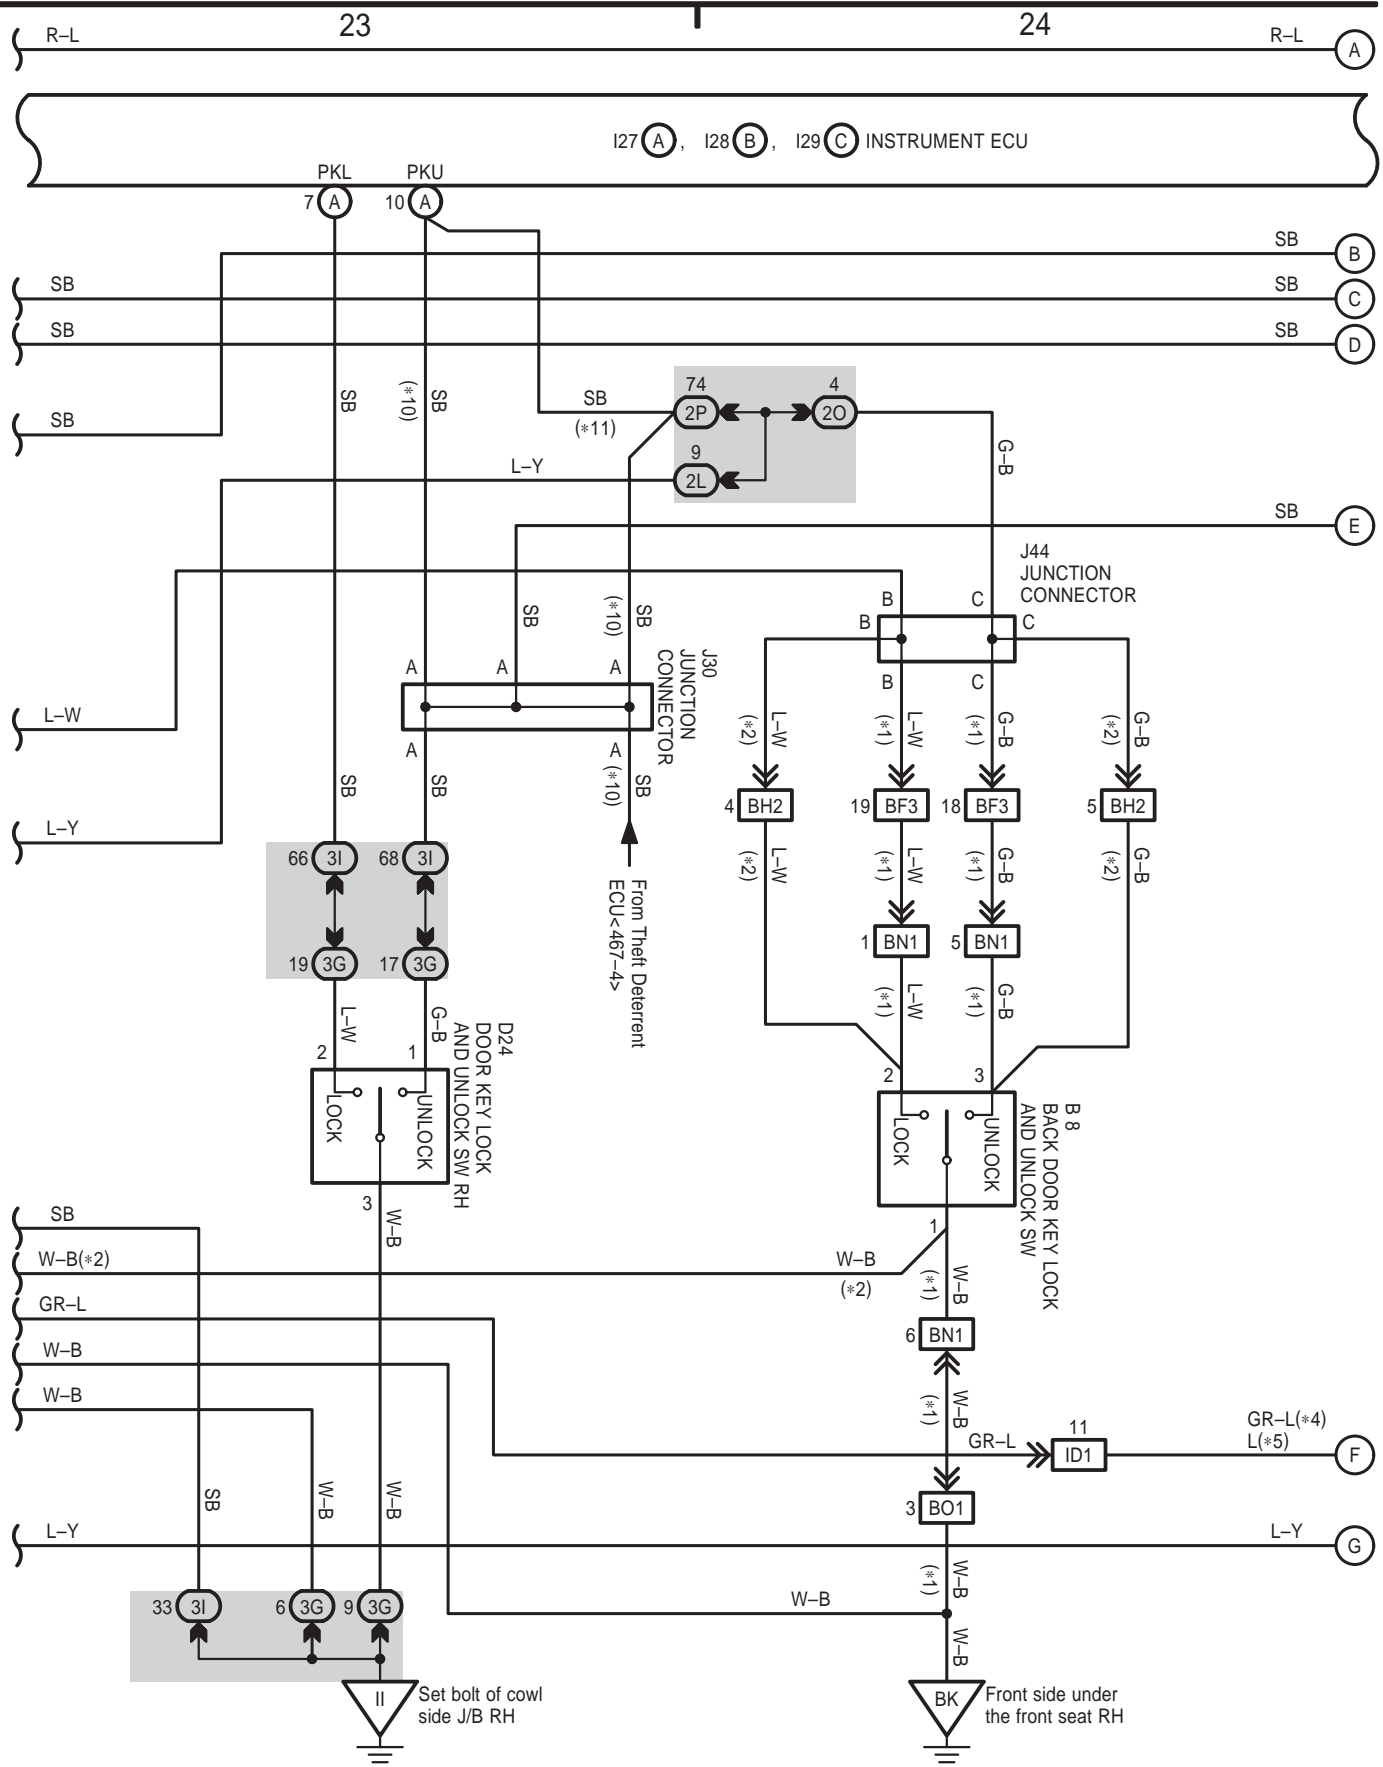 23
24
R–L
R–L
A
I27 A , I28 B , I29 C INSTRUMENT ECU
PKL
PKU
7 A
10 A
SB
B
SB
SB
C
SB
SB
D
SB
SB
(*10)
SB
SB
(*11)
74
2P
4
2O
9
2L
L–Y
G–B
SB
E
J44
JUNCTION
CONNECTOR
B
C
B
C
B
C
SB
(*10)
SB
A
A
A
J30
JUNCTION
CONNECTOR
L–W
A
A
(*10)
SB
SB
SB
(*2)
L–W
(*1)
L–W
(*1)
G–B
(*2)
G–B
4 BH2
19 BF3
18 BF3
5 BH2
L–Y
(*2)
L–W
(*1)
L–W
(*1)
G–B
(*2)
G–B
66 3I
68 3I
19 3G
17 3G
From Theft Deterrent
ECU<467–4>
1 BN1
5 BN1
(*1)
L–W
(*1)
G–B
L–W
G–B
2
1
D24
DOOR KEY LOCK
AND UNLOCK SW RH
LOCK
UNLOCK
3
W–B
2
3
B 8
BACK DOOR KEY LOCK
AND UNLOCK SW
LOCK
UNLOCK
1
SB
W–B(*2)
W–B
(*2)
(*1)
W–B
GR–L
6 BN1
W–B
W–B
(*1)
W–B
GR–L
11
ID1
GR–L(*4)
L(*5)
F
SB
W–B
W–B
3 BO1
L–Y
L–Y
G
(*1)
W–B
33 3I
6 3G
9 3G
W–B
W–B
II
Set bolt of cowl
side J/B RH
BK
Front side under
the front seat RH